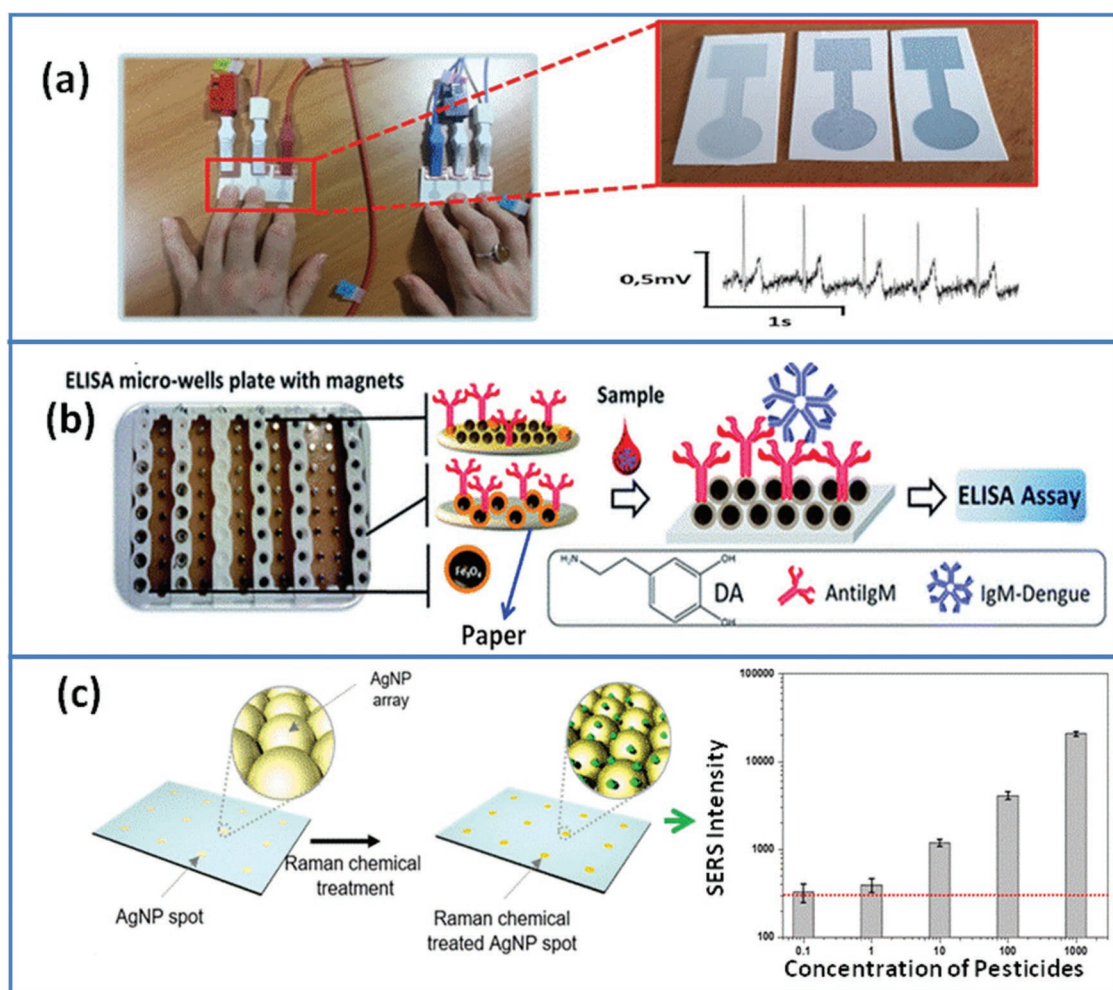 (a)
0,5mV
1s
(b)
ELISA micro-wells plate with magnets
Sample
ELISA Assay
Fe₃O₄
H₂N
OH
OH
DA
AntiIgM
IgM-Dengue
Paper
(c)
AgNP
array
Raman chemical
treatment
AgNP spot
Raman chemical
treated AgNP spot
SERS Intensity
100000
10000
1000
100
0.1 1 10 100 1000
Concentration of Pesticides